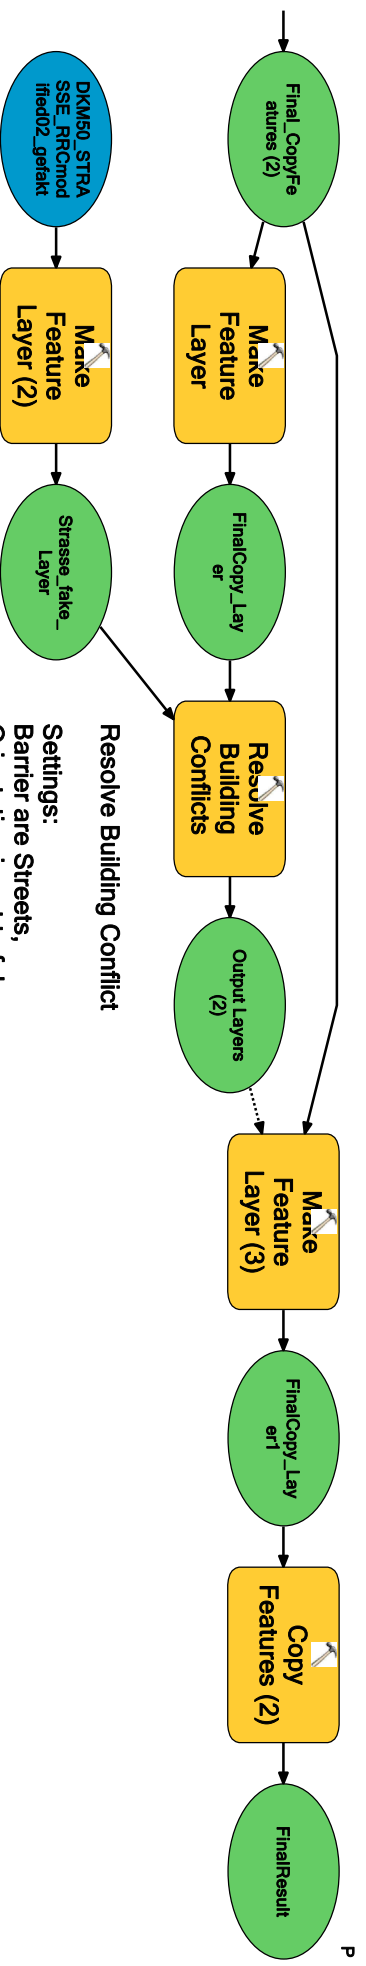 Final_CopyFe
atures (2)
Make
Feature
Layer
FinalCopy_Lay
er
Resolve
Building
Conflicts
Output Layers
(2)
Make
Feature
Layer (3)
FinalCopy_Lay
er1
Copy
Features (2)
FinalResult
P
DKM50_STRA
SSE_RRCmod
ified02_gefakt
Make
Feature
Layer (2)
Strasse_fake_
Layer
Resolve Building Conflict
Settings:
Barrier are Streets,